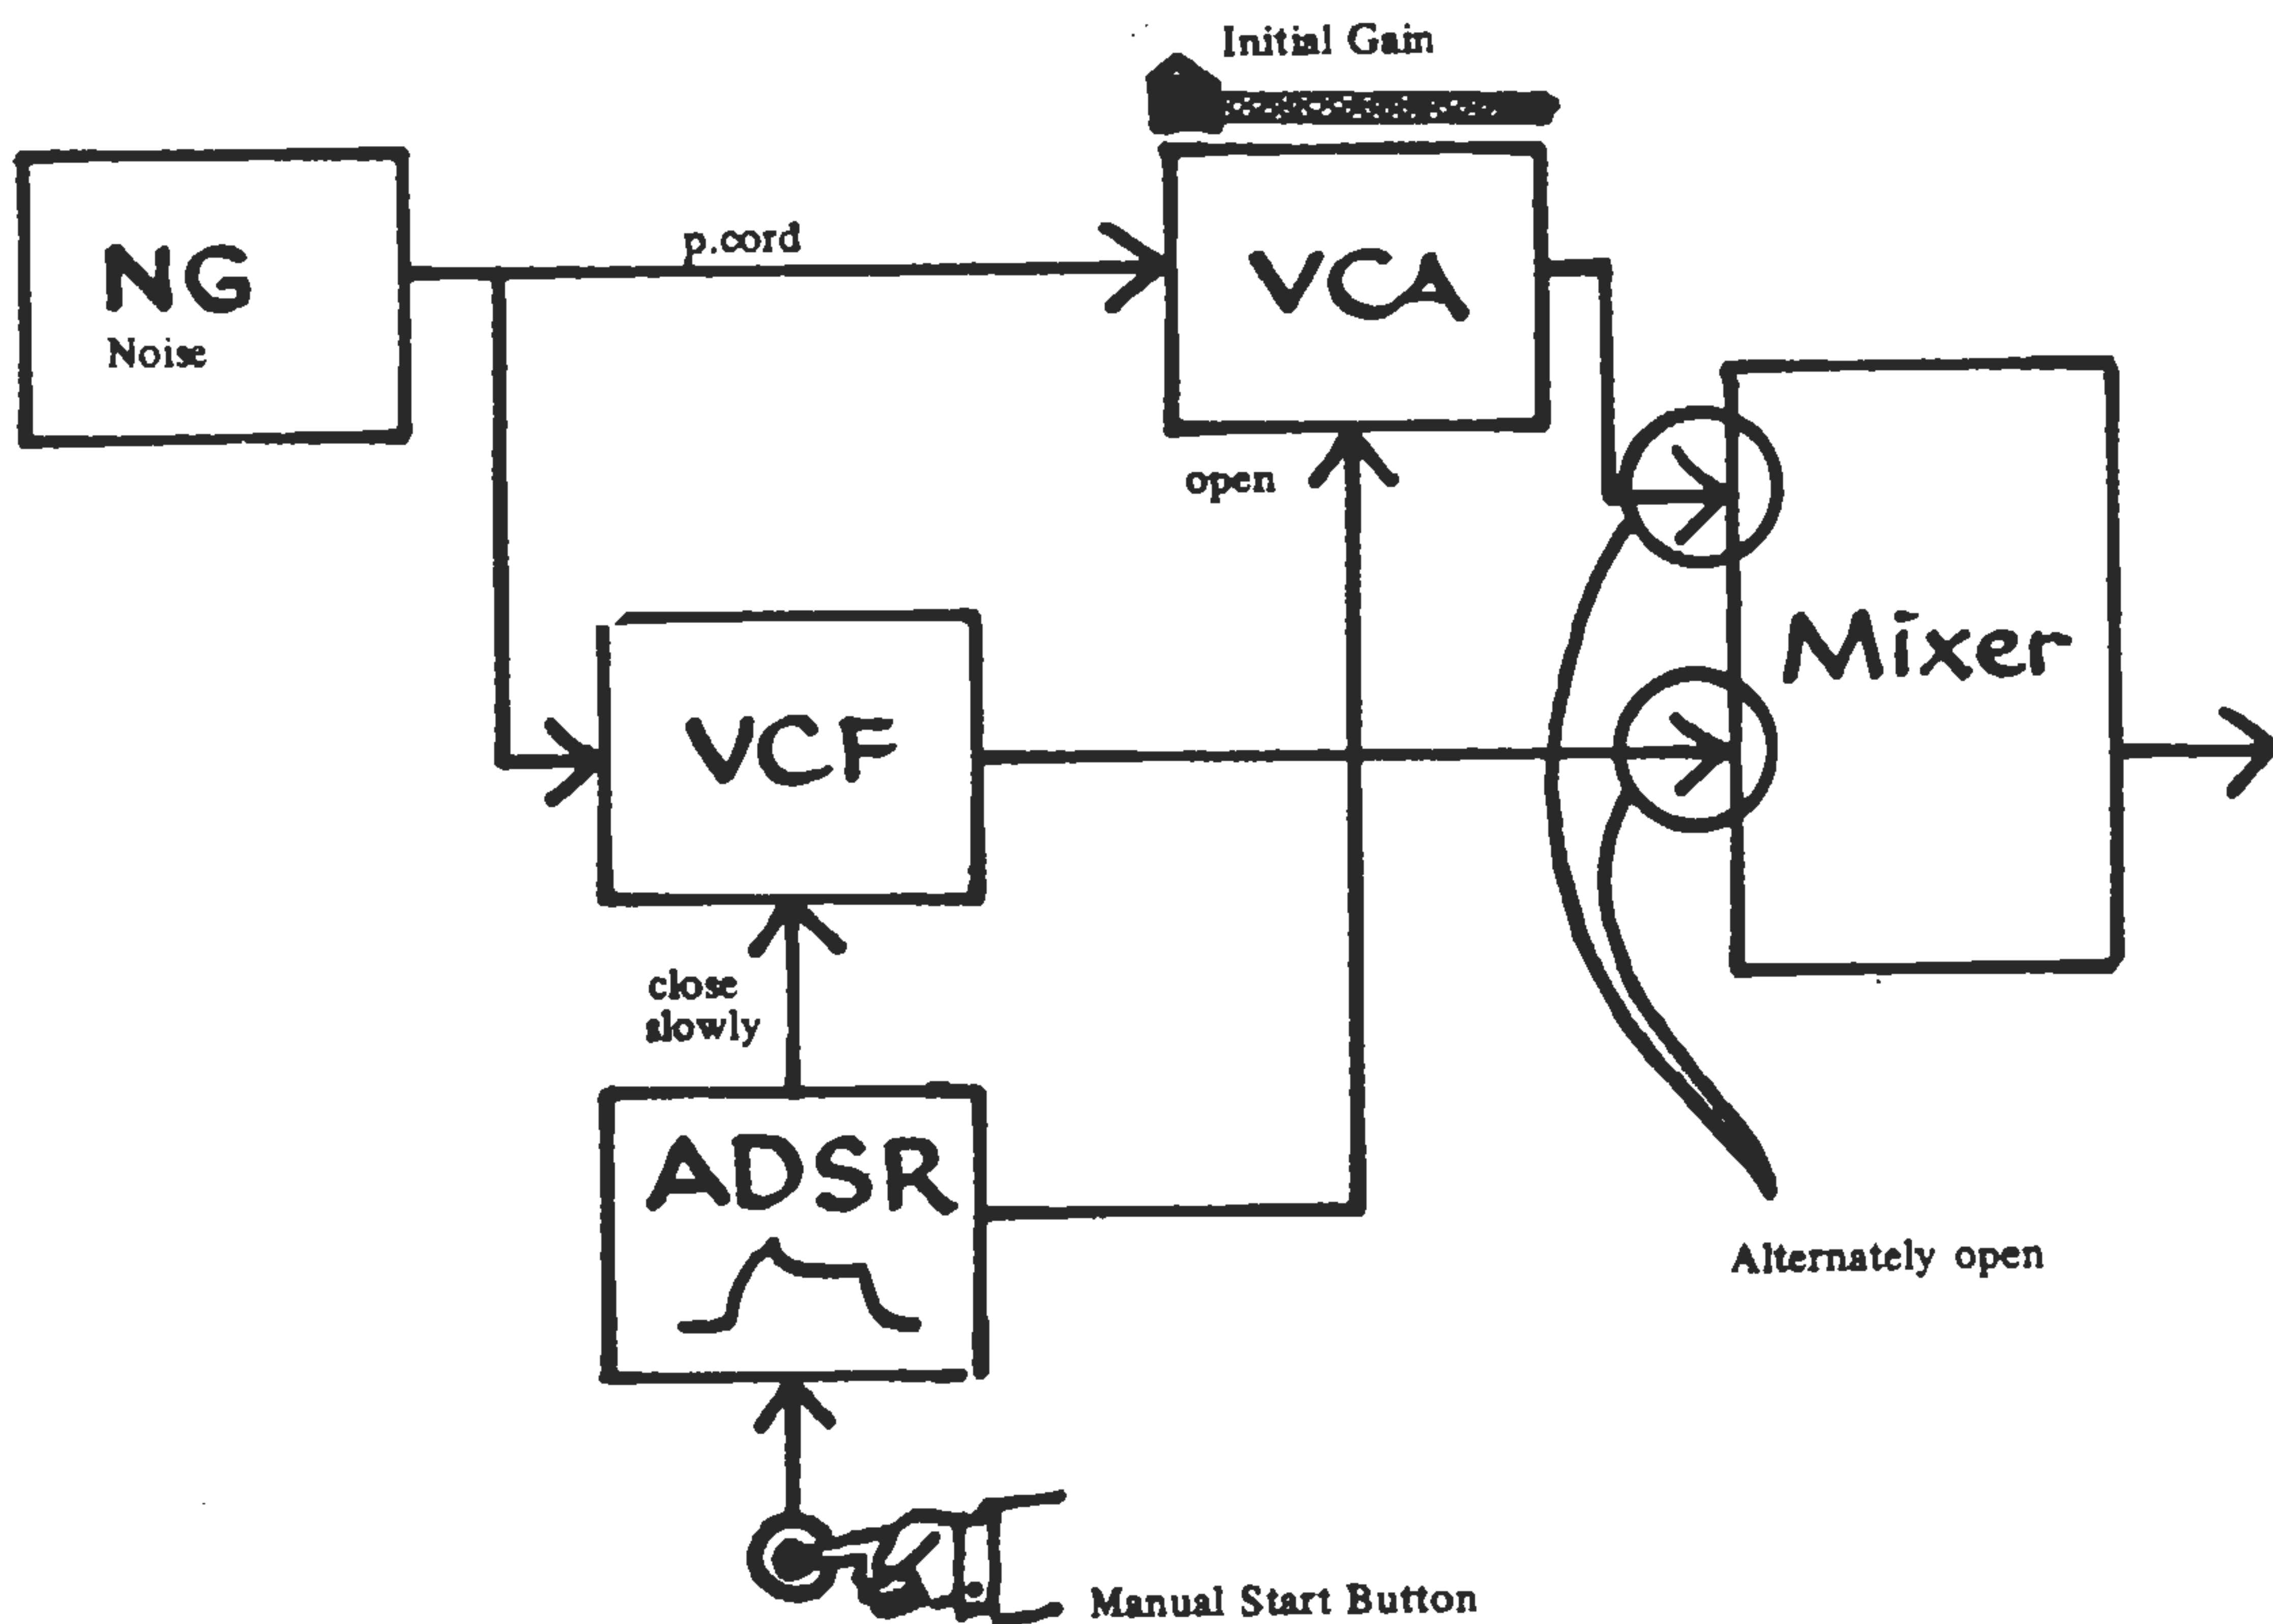 Initial Gain
NG
Noise
p.cord
VCA
open
Mixer
VCF
close
slowly
ADSR
Alternately open
Manual Start Button